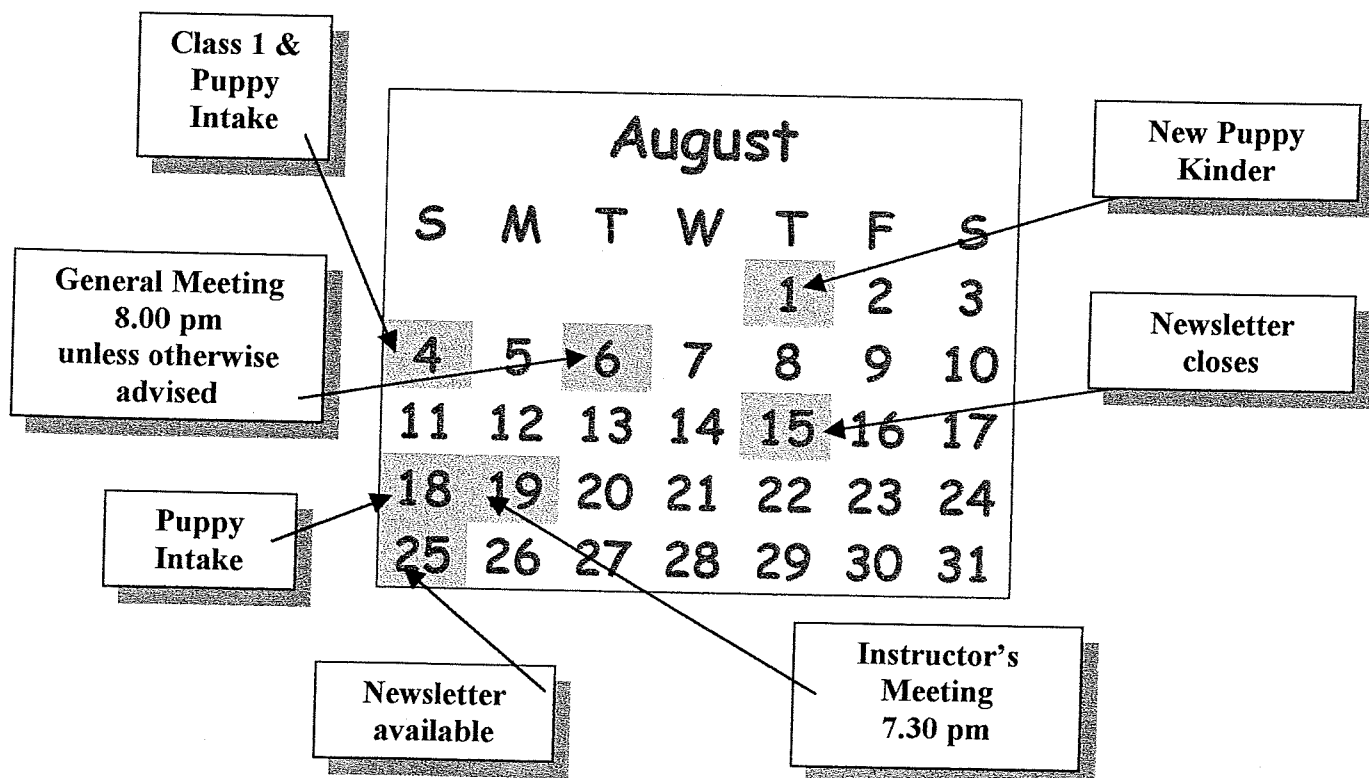 Class 1 &
Puppy
Intake
August
New Puppy
Kinder
S M T W T F S
General Meeting
8.00 pm
unless otherwise
advised
1 2 3
Newsletter
closes
4 5 6 7 8 9 10
11 12 13 14 15 16 17
18 19 20 21 22 23 24
Puppy
Intake
25 26 27 28 29 30 31
Newsletter
available
Instructor's
Meeting
7.30 pm